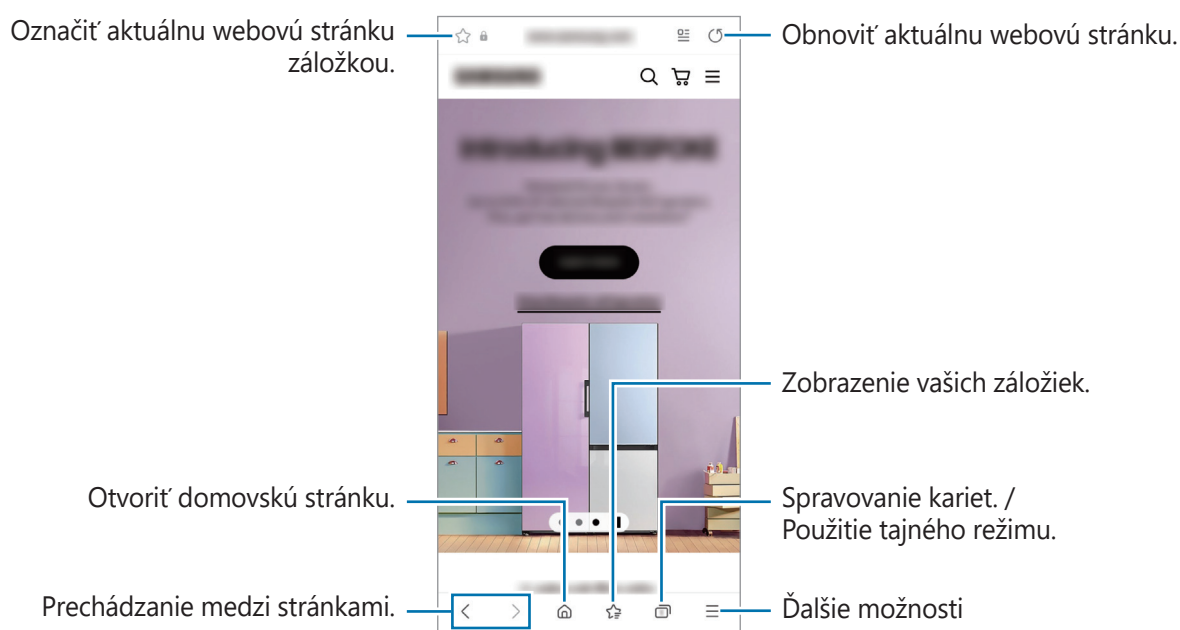 Označiť aktuálnu webovú stránku
záložkou.
Obnoviť aktuálnu webovú stránku.
Zobrazenie vašich záložiek.
Otvoriť domovskú stránku.
Spravovanie kariet. /
Použitie tajného režimu.
Prechádzanie medzi stránkami.
Ďalšie možnosti